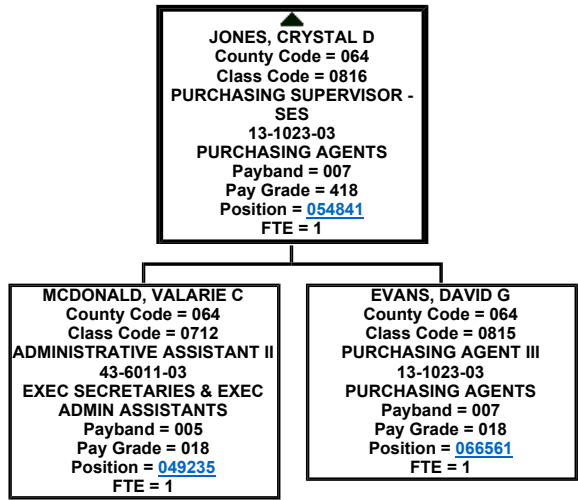 JONES, CRYSTAL D
County Code = 064
Class Code = 0816
PURCHASING SUPERVISOR -
SES
13-1023-03
PURCHASING AGENTS
Payband = 007
Pay Grade = 418
Position = 054841
FTE = 1
MCDONALD, VALARIE C
County Code = 064
Class Code = 0712
ADMINISTRATIVE ASSISTANT II
43-6011-03
EXEC SECRETARIES & EXEC
ADMIN ASSISTANTS
Payband = 005
Pay Grade = 018
Position = 049235
FTE = 1
EVANS, DAVID G
County Code = 064
Class Code = 0815
PURCHASING AGENT III
13-1023-03
PURCHASING AGENTS
Payband = 007
Pay Grade = 018
Position = 066561
FTE = 1